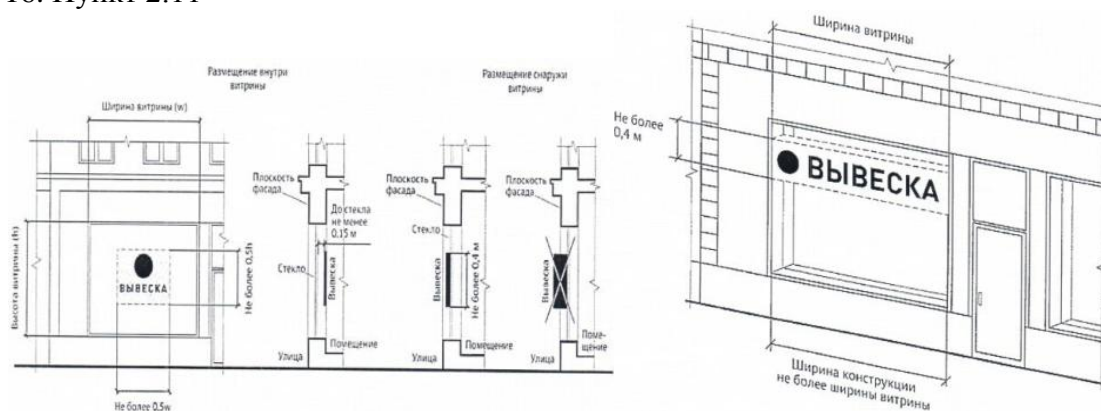 16. Пункт 2.11
Размещение внутри
витрины
Размещение снаружи
витрины
Ширина витрины (w)
Высота витрины (h)
ВЫВЕСКА
Не более 0,5h
Не более 0,5w
Плоскость
фасада
До стекла
не менее
0,15 м
Стекло
Вывеска
Улица
Помещение
Плоскость
фасада
Стекло
Вывеска
Не более 0,4 м
Улица
Помещение
Плоскость
фасада
Вывеска
Улица
Поме-
щение
Ширина витрины
Не более
0,4 м
ВЫВЕСКА
Ширина конструкции
не более ширины витрины